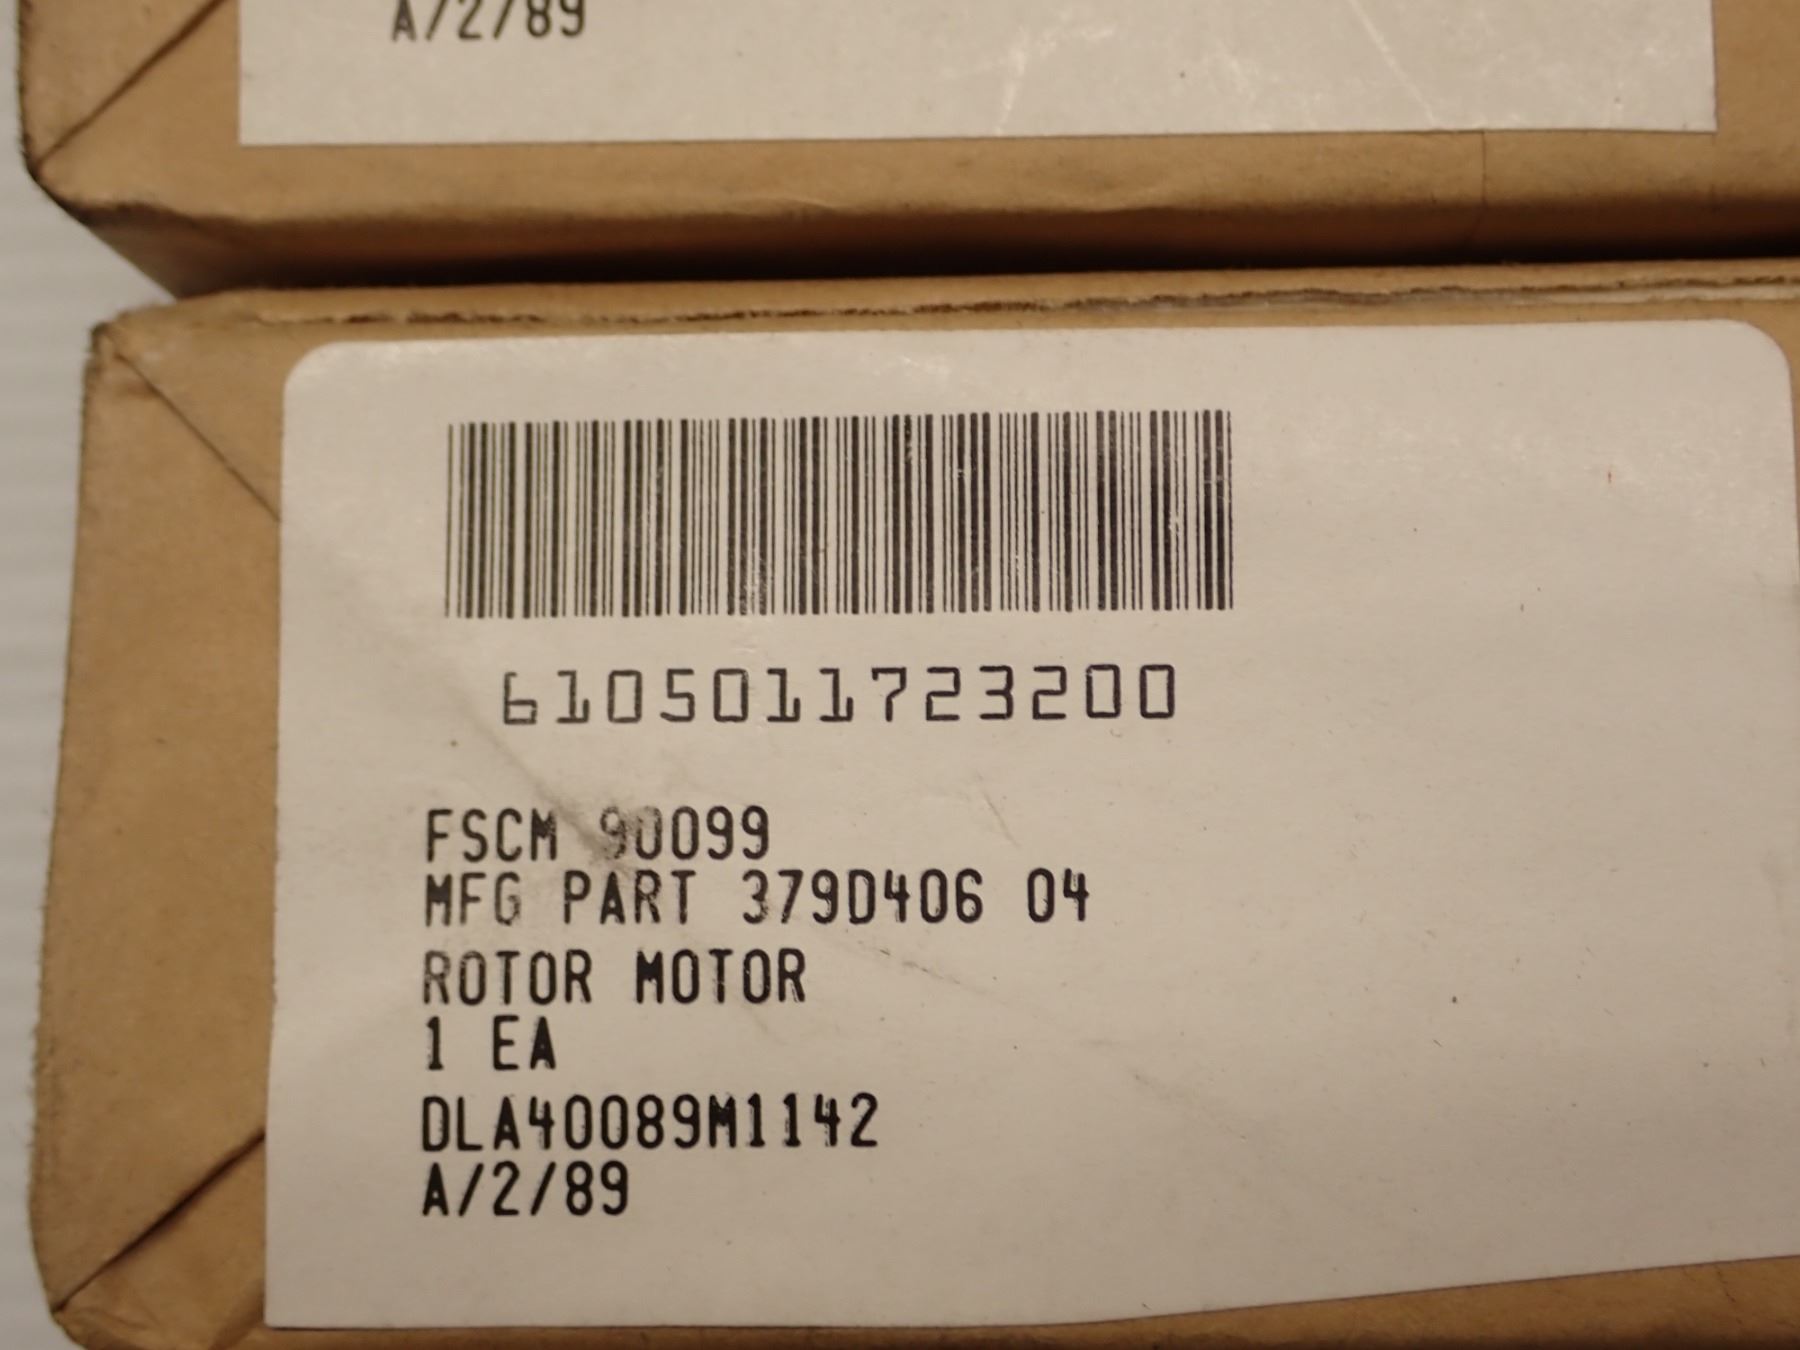 A/2/89
6105011723200
FSCM 90099
MFG PART 379D406 04
ROTOR MOTOR
1 EA
DLA40089M1142
A/2/89